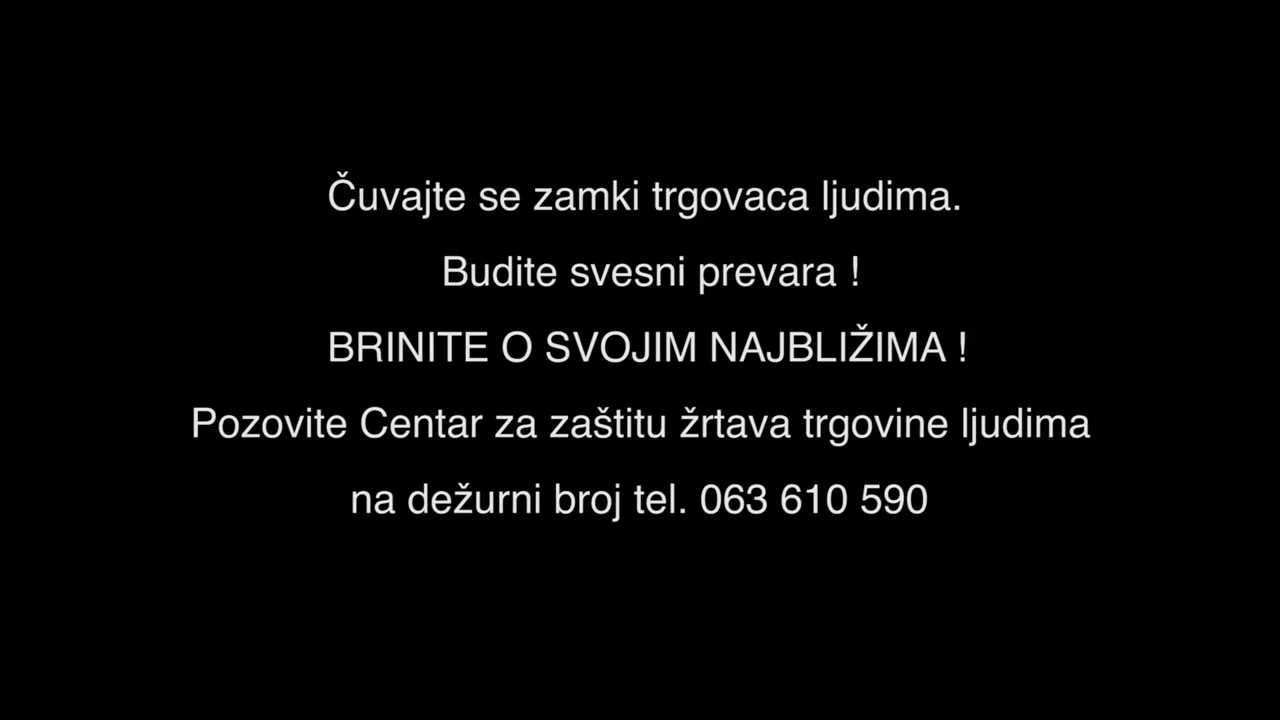 Čuvajte se zamki trgovaca ljudima.
Budite svesni prevara !
BRINITE O SVOJIM NAJBLIŽIMA !
Pozovite Centar za zaštitu žrtava trgovine ljudima
na dežurni broj tel. 063 610 590